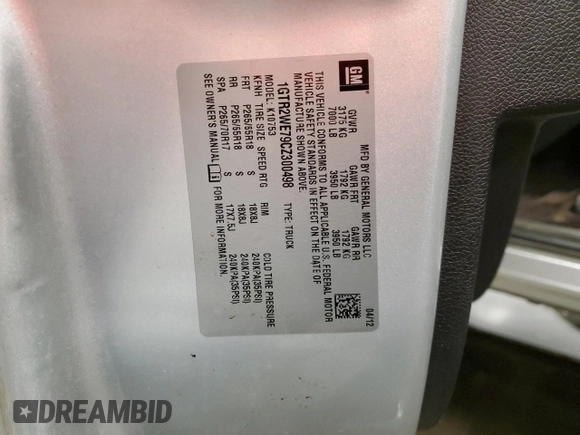 GM
MFD BY GENERAL MOTORS LLC 04/12
GVWR GAWR FRT GAWR RR
3175 KG 1792 KG 1792 KG
7000 LB 3950 LB 3950 LB
THIS VEHICLE CONFORMS TO ALL APPLICABLE U.S. FEDERAL MOTOR
VEHICLE SAFETY STANDARDS IN EFFECT ON THE DATE OF
MANUFACTURE SHOWN ABOVE.
1GTR2WE79CZ300498 TYPE: TRUCK
MODEL: K10753
KFNH TIRE SIZE SPEED RTG RIM COLD TIRE PRESSURE
FRT P265/65R18 S 18X8J 240KPA(35PSI)
RR P265/65R18 S 18X8J 240KPA(35PSI)
SPA P265/70R17 S 17X7.5J 240KPA(35PSI)
SEE OWNER'S MANUAL FOR MORE INFORMATION.
DREAMBID